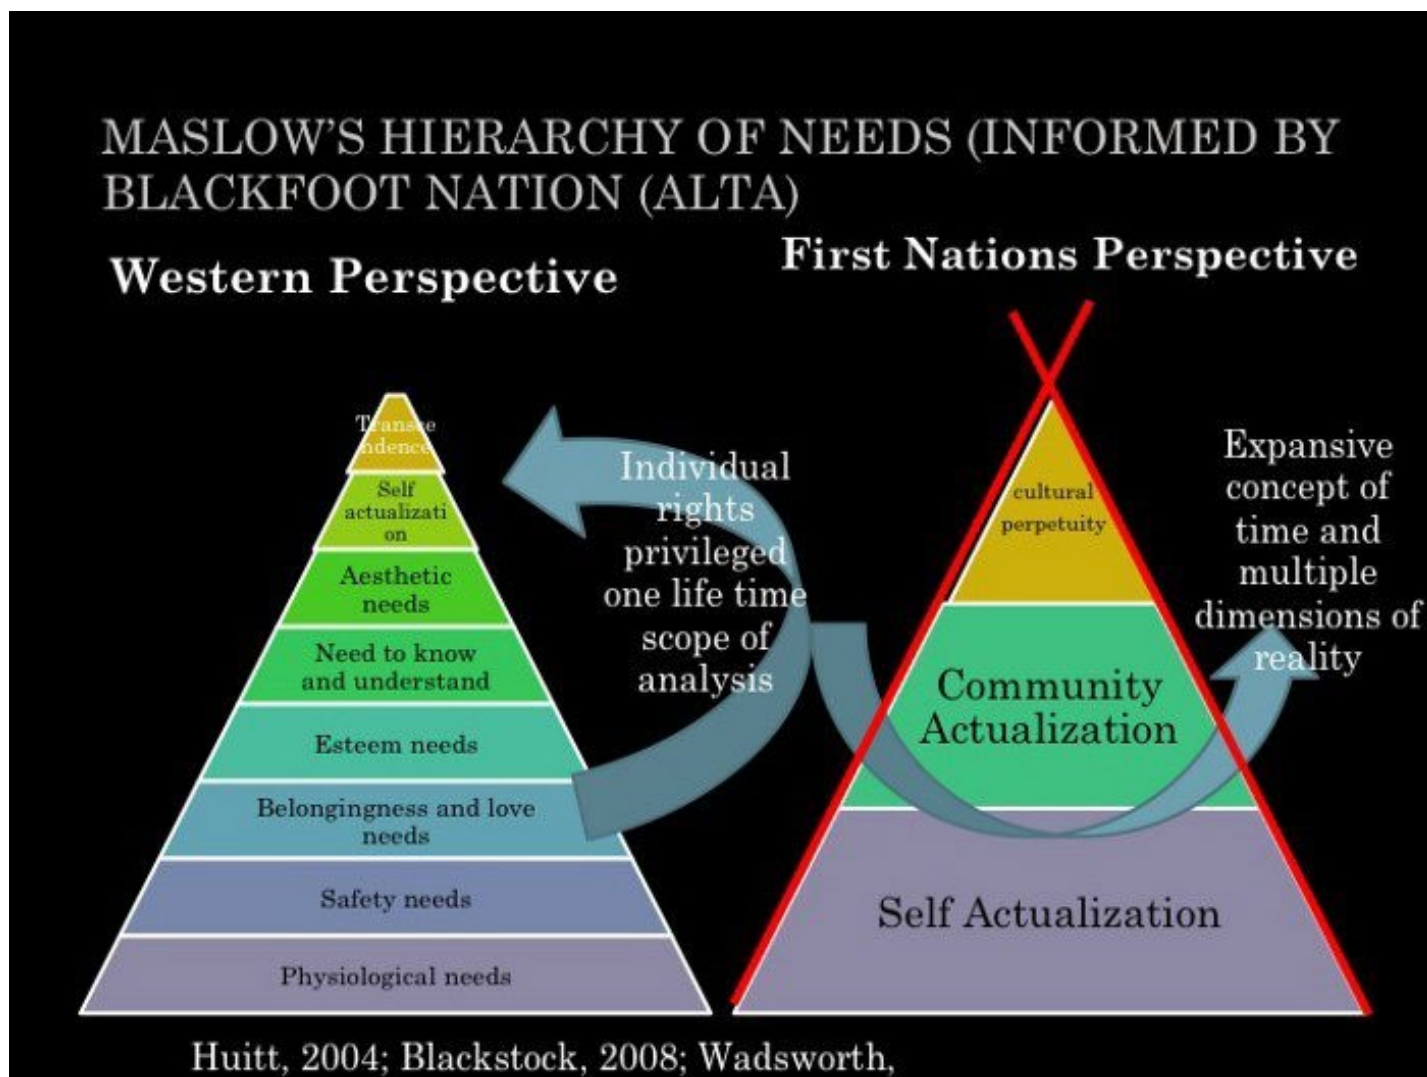 MASLOW'S HIERARCHY OF NEEDS (INFORMED BY
BLACKFOOT NATION (ALTA)
Western Perspective
First Nations Perspective
Transce
ndence
Self
actualizati
on
Aesthetic
needs
Need to know
and understand
Esteem needs
Belongingness and love
needs
Safety needs
Physiological needs
Individual
rights
privileged
one life time
scope of
analysis
cultural
perpetuity
Community
Actualization
Self Actualization
Expansive
concept of
time and
multiple
dimensions of
reality
Huitt, 2004; Blackstock, 2008; Wadsworth,